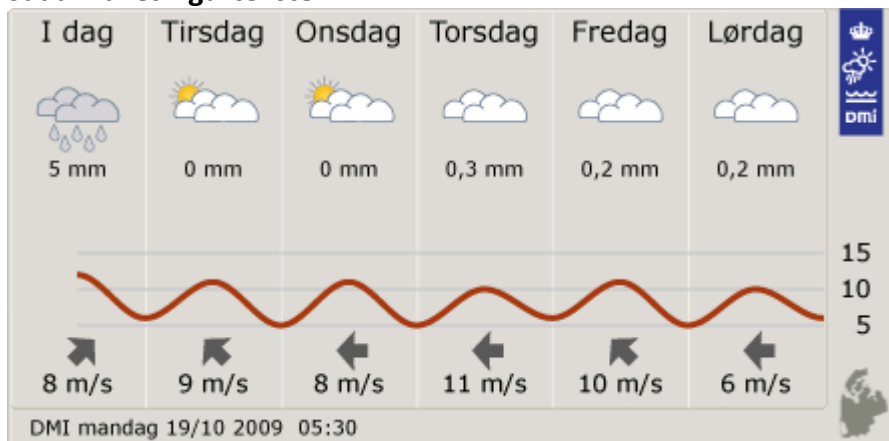 I dag Tirsdag Onsdag Torsdag Fredag Lørdag
DMi
5 mm 0 mm 0 mm 0,3 mm 0,2 mm 0,2 mm
15
10
5
8 m/s 9 m/s 8 m/s 11 m/s 10 m/s 6 m/s
DMI mandag 19/10 2009 05:30